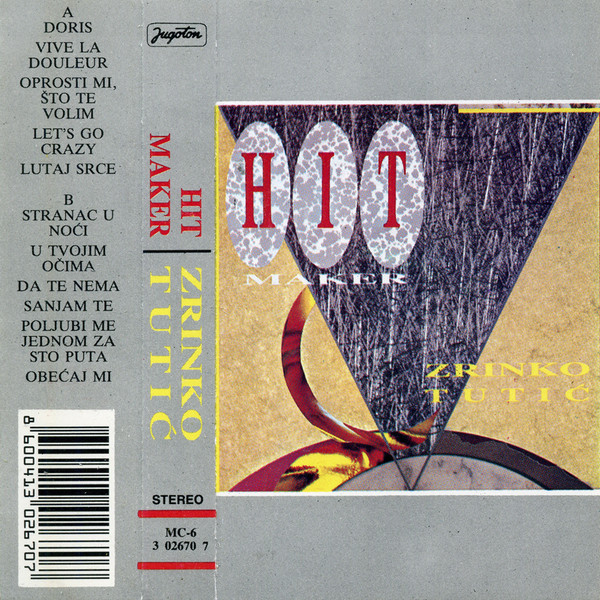 A
DORIS
VIVE LA
DOULEUR
OPROSTI MI,
ŠTO TE
VOLIM
LET'S GO
CRAZY
LUTAJ SRCE
B
STRANAC U
NOĆI
U TVOJIM
OČIMA
DA TE NEMA
SANJAM TE
POLJUBI ME
JEDNOM ZA
STO PUTA
OBEĆAJ MI
8 600413 026707
Jugoton
HIT
MAKER
ZRINKO
TUTIĆ
STEREO
MC-6
3 02670 7
HIT
MAKER
ZRINKO
TUTIĆ